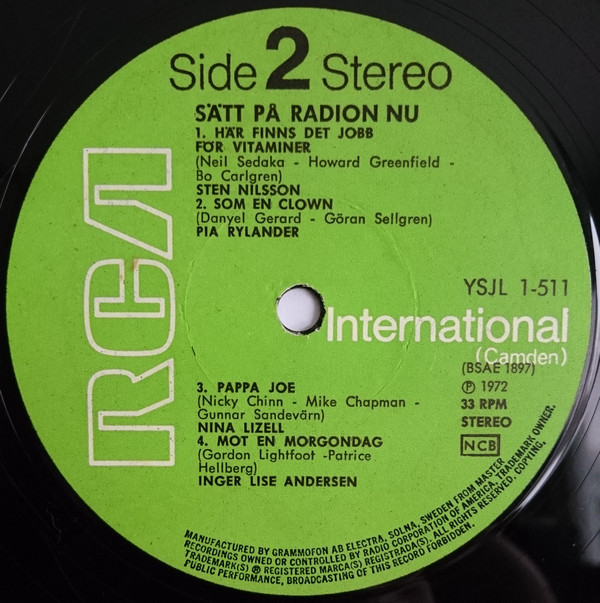 Side 2 Stereo
SÄTT PÅ RADION NU
1. HÄR FINNS DET JOBB
FÖR VITAMINER
(Neil Sedaka - Howard Greenfield -
Bo Carlgren)
STEN NILSSON
2. SOM EN CLOWN
(Danyel Gerard - Göran Sellgren)
PIA RYLANDER
RCA
YSJL 1-511
International
(Camden)
(BSAE 1897)
℗ 1972
33 RPM
STEREO
NCB
3. PAPPA JOE
(Nicky Chinn - Mike Chapman -
Gunnar Sandevärn)
NINA LIZELL
4. MOT EN MORGONDAG
(Gordon Lightfoot -Patrice
Hellberg)
INGER LISE ANDERSEN
MANUFACTURED BY GRAMMOFON AB ELECTRA, SOLNA, SWEDEN FROM MASTER
RECORDINGS OWNED OR CONTROLLED BY RADIO CORPORATION OF AMERICA, TRADEMARK OWNER.
TRADEMARK(S) ® REGISTERED MARCA(S) REGISTRADA(S). ALL RIGHTS RESERVED. COPYING,
PUBLIC PERFORMANCE, BROADCASTING OF THIS RECORD FORBIDDEN.